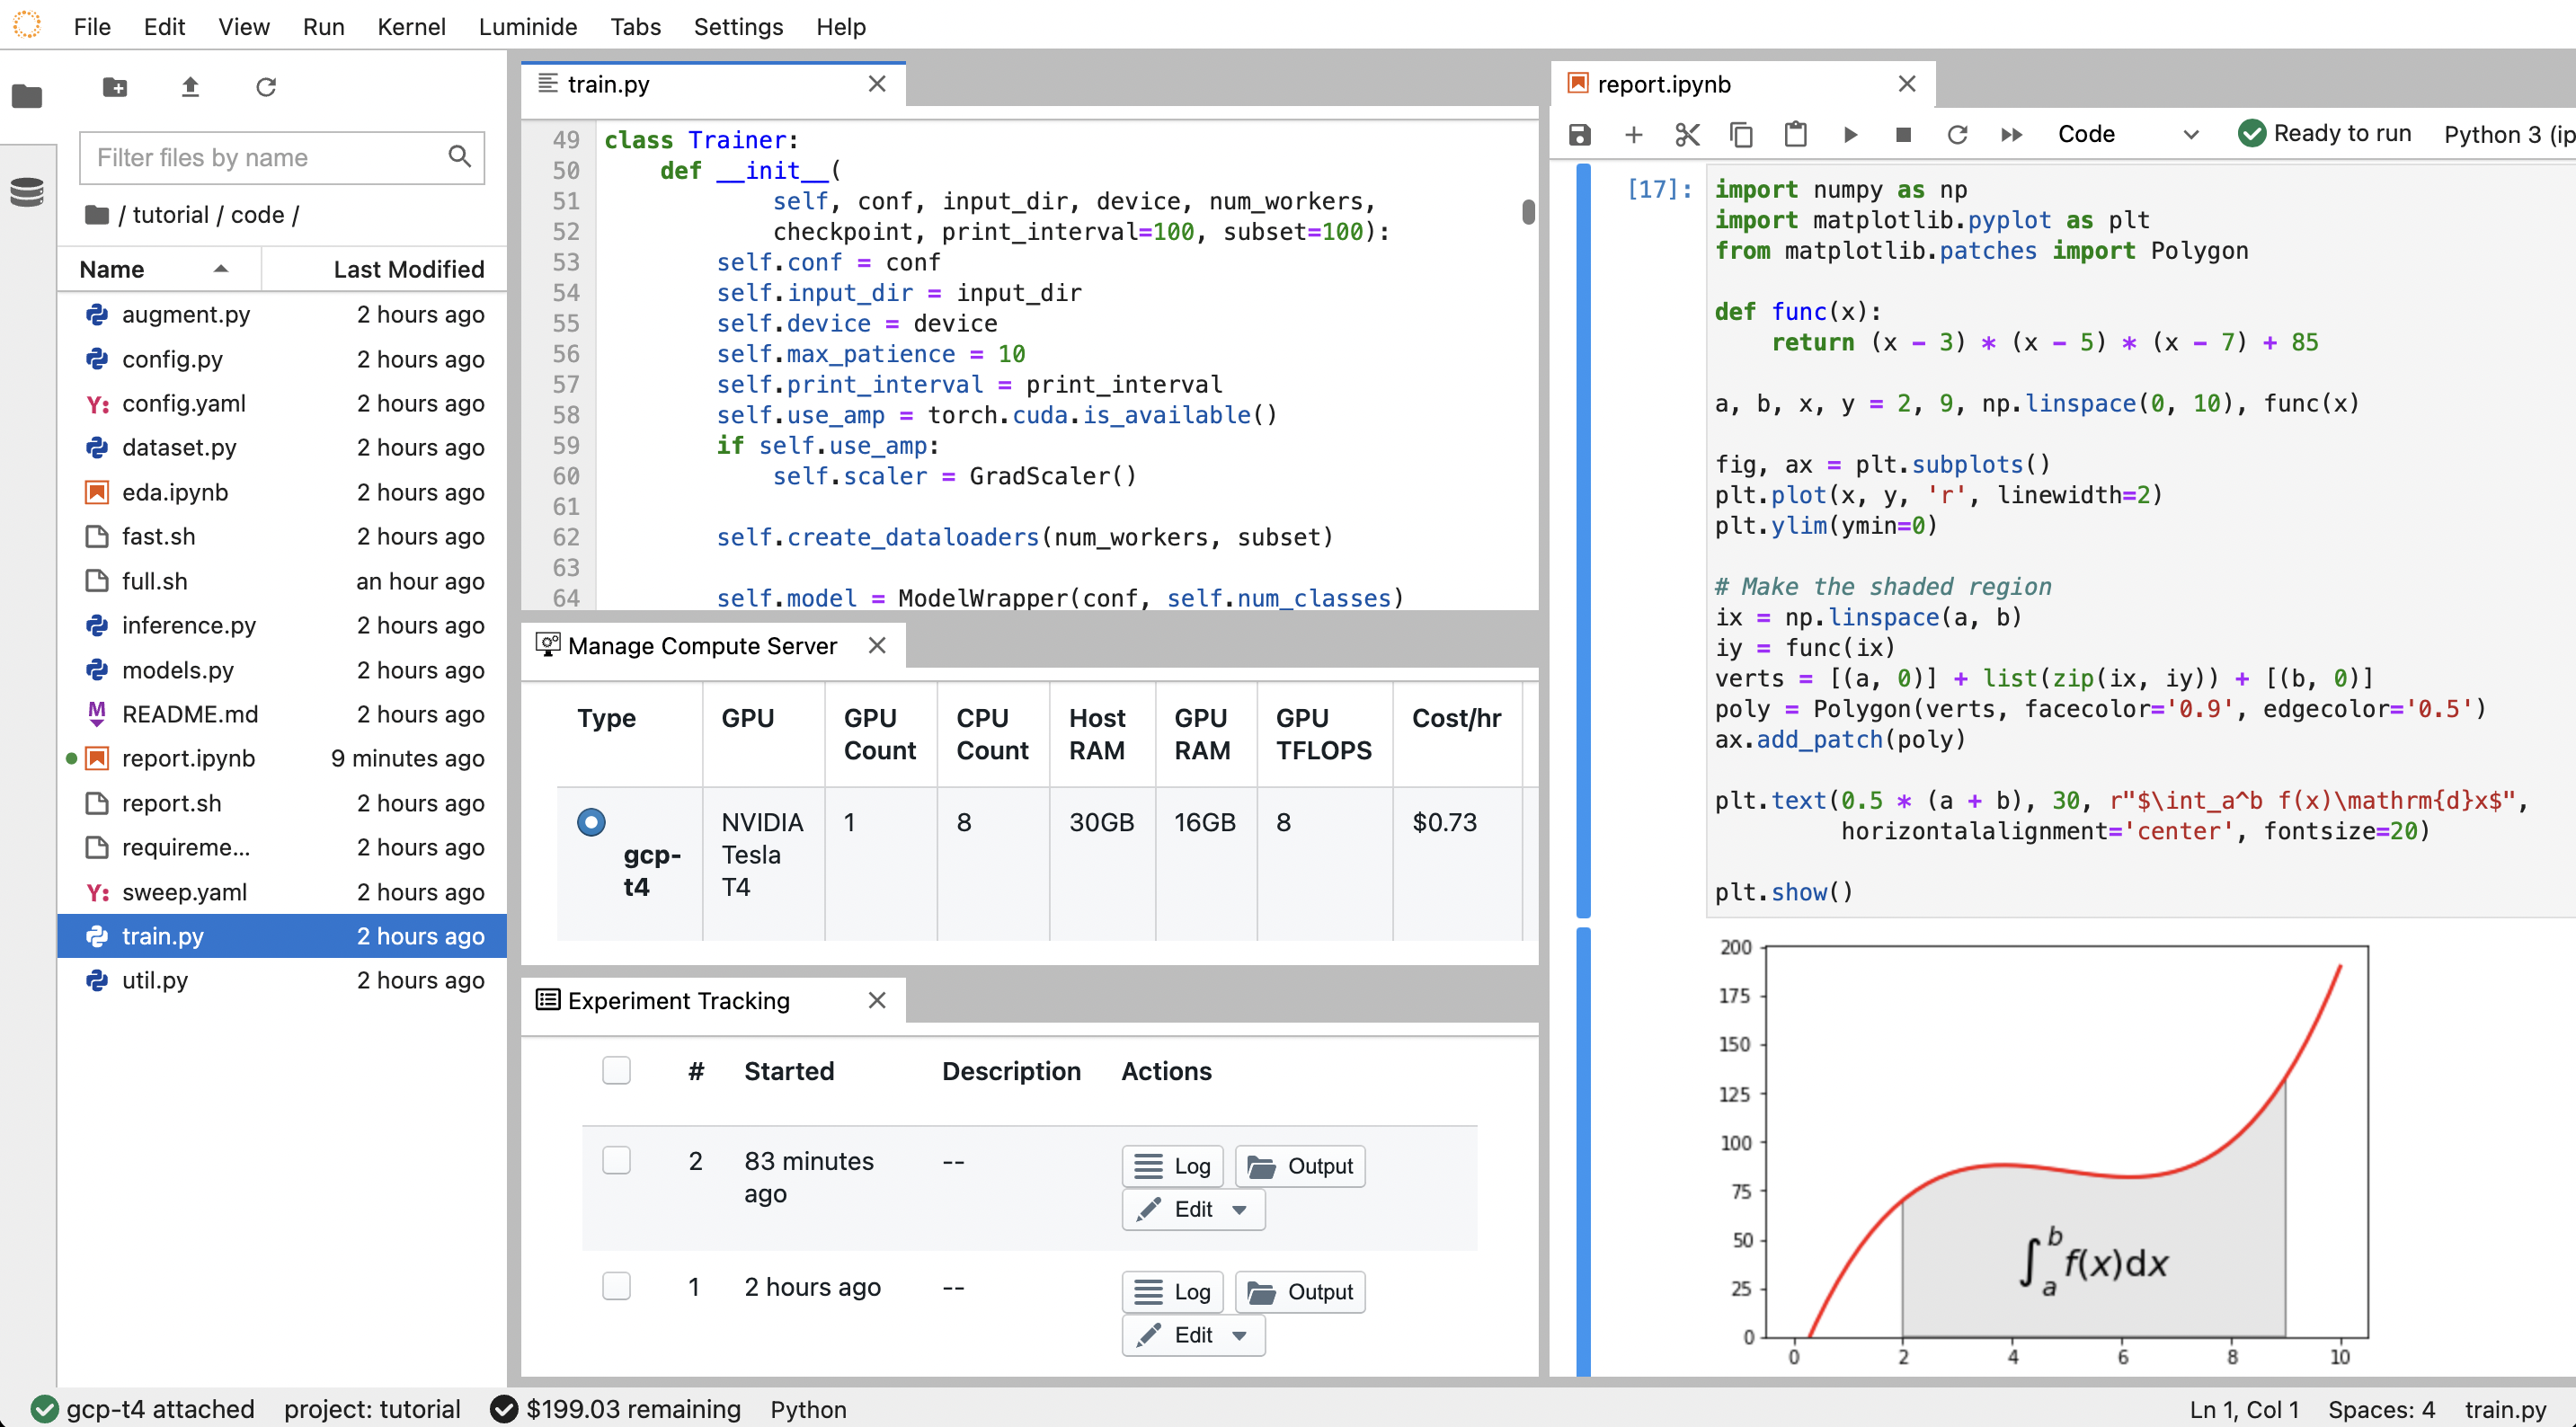 File Edit View Run Kernel Luminide Tabs Settings Help
Filter files by name
/ tutorial / code /
Name Last Modified
augment.py 2 hours ago
config.py 2 hours ago
Y: config.yaml 2 hours ago
dataset.py 2 hours ago
eda.ipynb 2 hours ago
fast.sh 2 hours ago
full.sh an hour ago
inference.py 2 hours ago
models.py 2 hours ago
M README.md 2 hours ago
report.ipynb 9 minutes ago
report.sh 2 hours ago
requireme... 2 hours ago
Y: sweep.yaml 2 hours ago
train.py 2 hours ago
util.py 2 hours ago
train.py
49 class Trainer:
50 def __init__(
51 self, conf, input_dir, device, num_workers,
52 checkpoint, print_interval=100, subset=100):
53 self.conf = conf
54 self.input_dir = input_dir
55 self.device = device
56 self.max_patience = 10
57 self.print_interval = print_interval
58 self.use_amp = torch.cuda.is_available()
59 if self.use_amp:
60 self.scaler = GradScaler()
61
62 self.create_dataloaders(num_workers, subset)
63
64 self.model = ModelWrapper(conf, self.num_classes)
Manage Compute Server
Type GPU GPU Count CPU Count Host RAM GPU RAM GPU TFLOPS Cost/hr
gcp-t4 NVIDIA Tesla T4 1 8 30GB 16GB 8 $0.73
Experiment Tracking
# Started Description Actions
2 83 minutes ago -- Log Output
Edit
1 2 hours ago -- Log Output
Edit
report.ipynb
Code Ready to run Python 3 (ip
[17]: import numpy as np
import matplotlib.pyplot as plt
from matplotlib.patches import Polygon
def func(x):
return (x - 3) * (x - 5) * (x - 7) + 85
a, b, x, y = 2, 9, np.linspace(0, 10), func(x)
fig, ax = plt.subplots()
plt.plot(x, y, 'r', linewidth=2)
plt.ylim(ymin=0)
# Make the shaded region
ix = np.linspace(a, b)
iy = func(ix)
verts = [(a, 0)] + list(zip(ix, iy)) + [(b, 0)]
poly = Polygon(verts, facecolor='0.9', edgecolor='0.5')
ax.add_patch(poly)
plt.text(0.5 * (a + b), 30, r"$\int_a^b f(x)\mathrm{d}x$",
horizontalalignment='center', fontsize=20)
plt.show()
200
175
150
125
100
75
50
25
0
∫ab f(x)dx
0 2 4 6 8 10
gcp-t4 attached project: tutorial $199.03 remaining Python Ln 1, Col 1 Spaces: 4 train.py